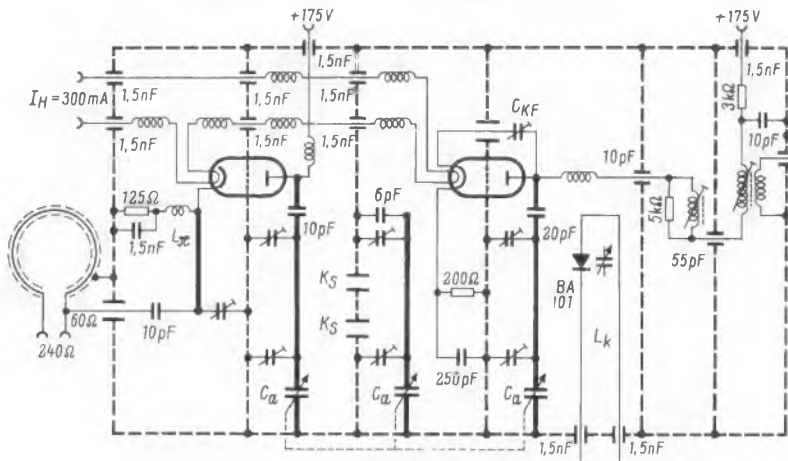 +175V
+175V
1,5nF
1,5nF
1,5nF
1,5nF
1,5nF
I_H = 300mA
C_KF
3kΩ
1,5nF
1,5nF
1,5nF
10pF
10pF
125Ω
6pF
5kΩ
L_π
10pF
20pF
1,5nF
55pF
K_S
200Ω
BA
101
60Ω
10pF
K_S
L_k
240Ω
250pF
C_a
C_a
C_a
1,5nF
1,5nF